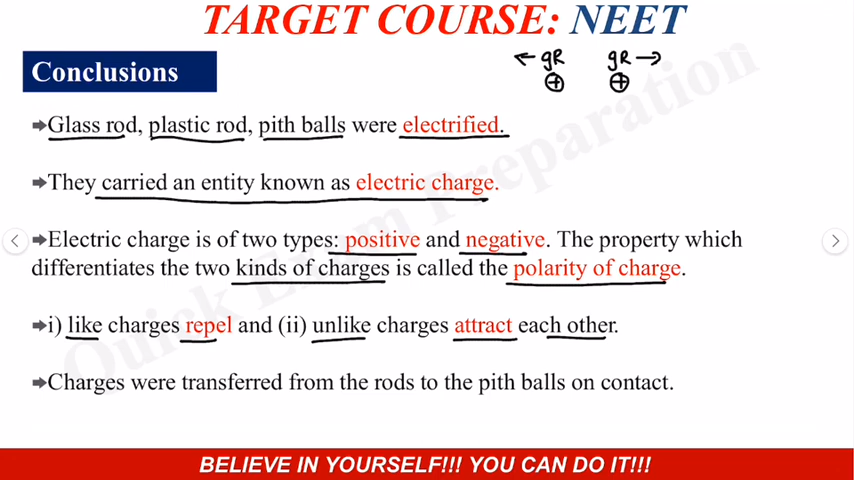 TARGET COURSE: NEET
Conclusions
←gR gR→
⊕ ⊕
➔Glass rod, plastic rod, pith balls were electrified.
➔They carried an entity known as electric charge.
➔Electric charge is of two types: positive and negative. The property which
differentiates the two kinds of charges is called the polarity of charge.
➔i) like charges repel and (ii) unlike charges attract each other.
➔Charges were transferred from the rods to the pith balls on contact.
Quick Exam Preparation
BELIEVE IN YOURSELF!!! YOU CAN DO IT!!!